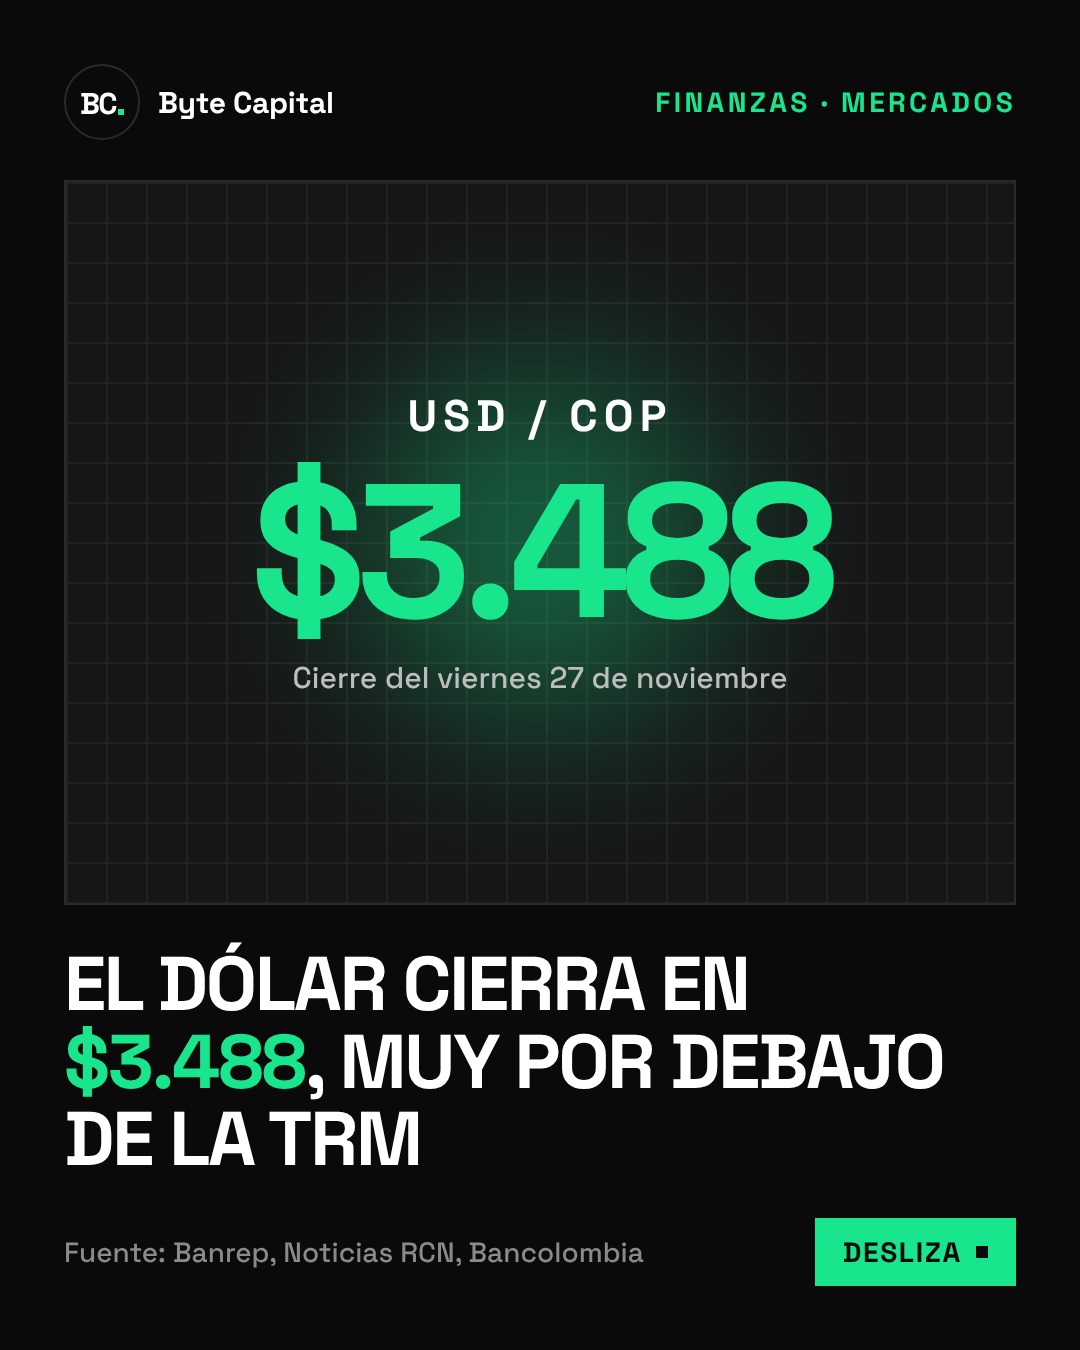 BC.
Byte Capital
FINANZAS · MERCADOS
USD / COP
$3.488
Cierre del viernes 27 de noviembre
EL DÓLAR CIERRA EN
$3.488, MUY POR DEBAJO
DE LA TRM
Fuente: Banrep, Noticias RCN, Bancolombia
DESLIZA